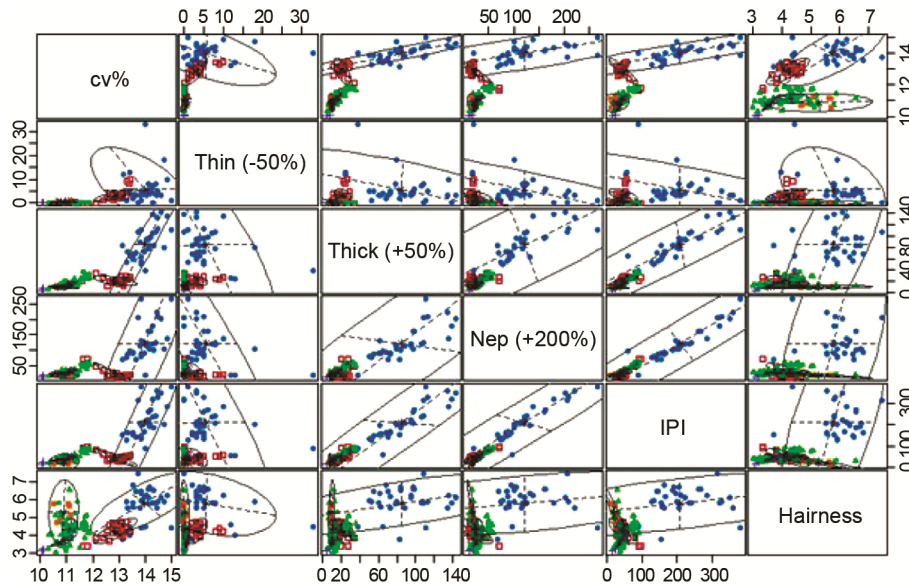 0 5 15 30
50 100 200
3 4 5 6 7
cv%
10 12 14
0 10 20 30
Thin (-50%)
Thick (+50%)
0 40 80 140
50 150 250
Nep (+200%)
IPI
0 100 300
3 4 5 6 7
Hairness
10 11 12 13 14 15
0 20 60 100 140
0 100 200 300